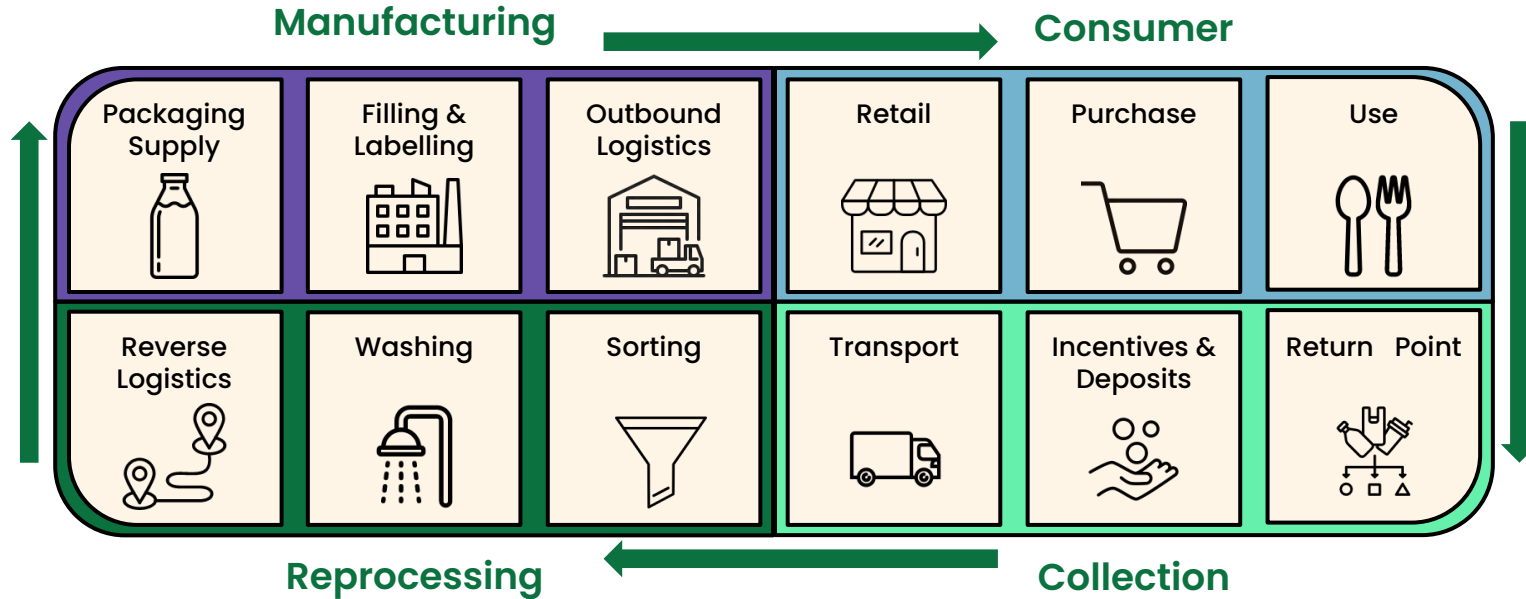 Manufacturing
Consumer
Packaging
Supply
Filling &
Labelling
Outbound
Logistics
Retail
Purchase
Use
Reverse
Logistics
Washing
Sorting
Transport
Incentives &
Deposits
Return Point
Reprocessing
Collection